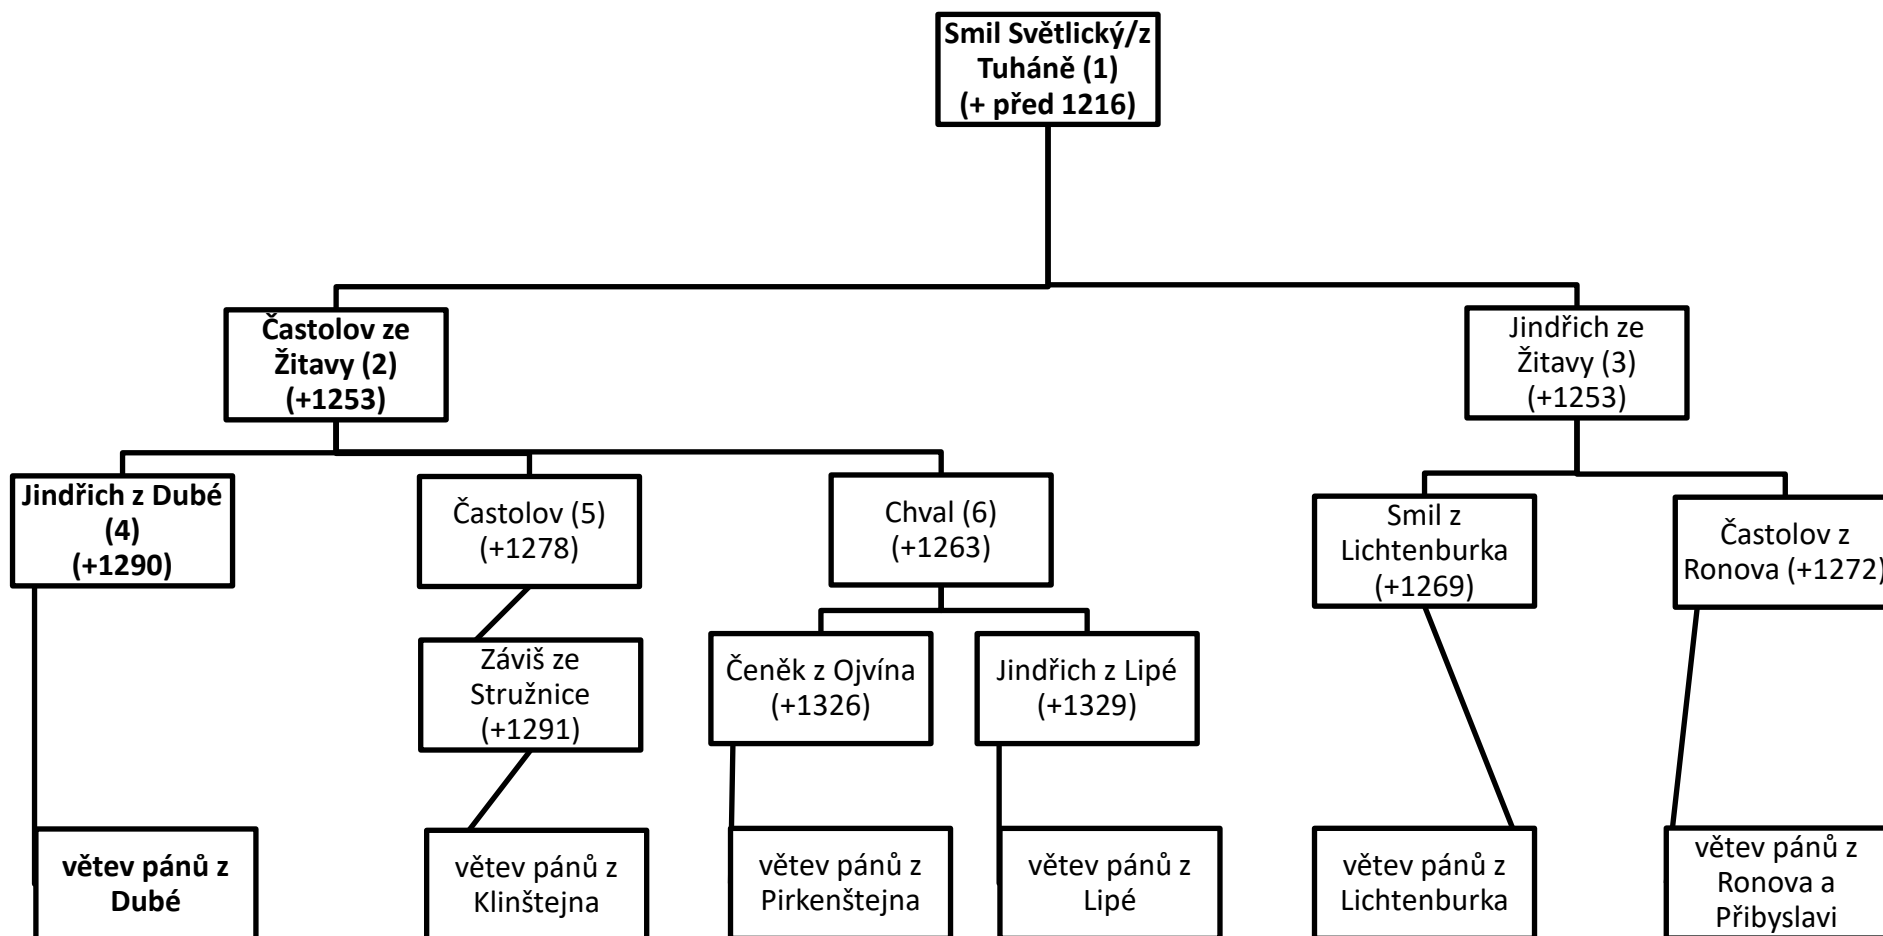 Smil Světlický/z
Tuháně (1)
(+ před 1216)
Častolov ze
Žitavy (2)
(+1253)
Jindřich ze
Žitavy (3)
(+1253)
Jindřich z Dubé
(4)
(+1290)
Častolov (5)
(+1278)
Chval (6)
(+1263)
Smil z
Lichtenburka
(+1269)
Častolov z
Ronova (+1272)
Záviš ze
Stružnice
(+1291)
Čeněk z Ojvína
(+1326)
Jindřich z Lipé
(+1329)
větev pánů z
Dubé
větev pánů z
Klinštejna
větev pánů z
Pirkenštejna
větev pánů z
Lipé
větev pánů z
Lichtenburka
větev pánů z
Ronova a
Přibyslavi